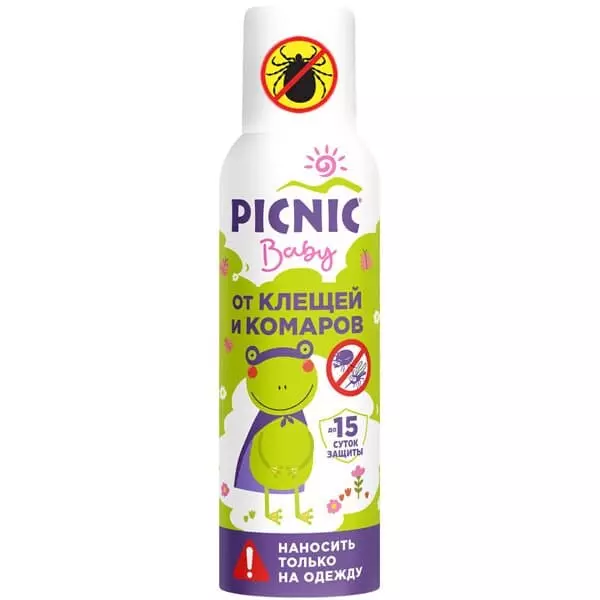 PICNIC®
Baby
ОТ КЛЕЩЕЙ
И КОМАРОВ
ДО 15
СУТОК
ЗАЩИТЫ
НАНОСИТЬ
ТОЛЬКО
НА ОДЕЖДУ